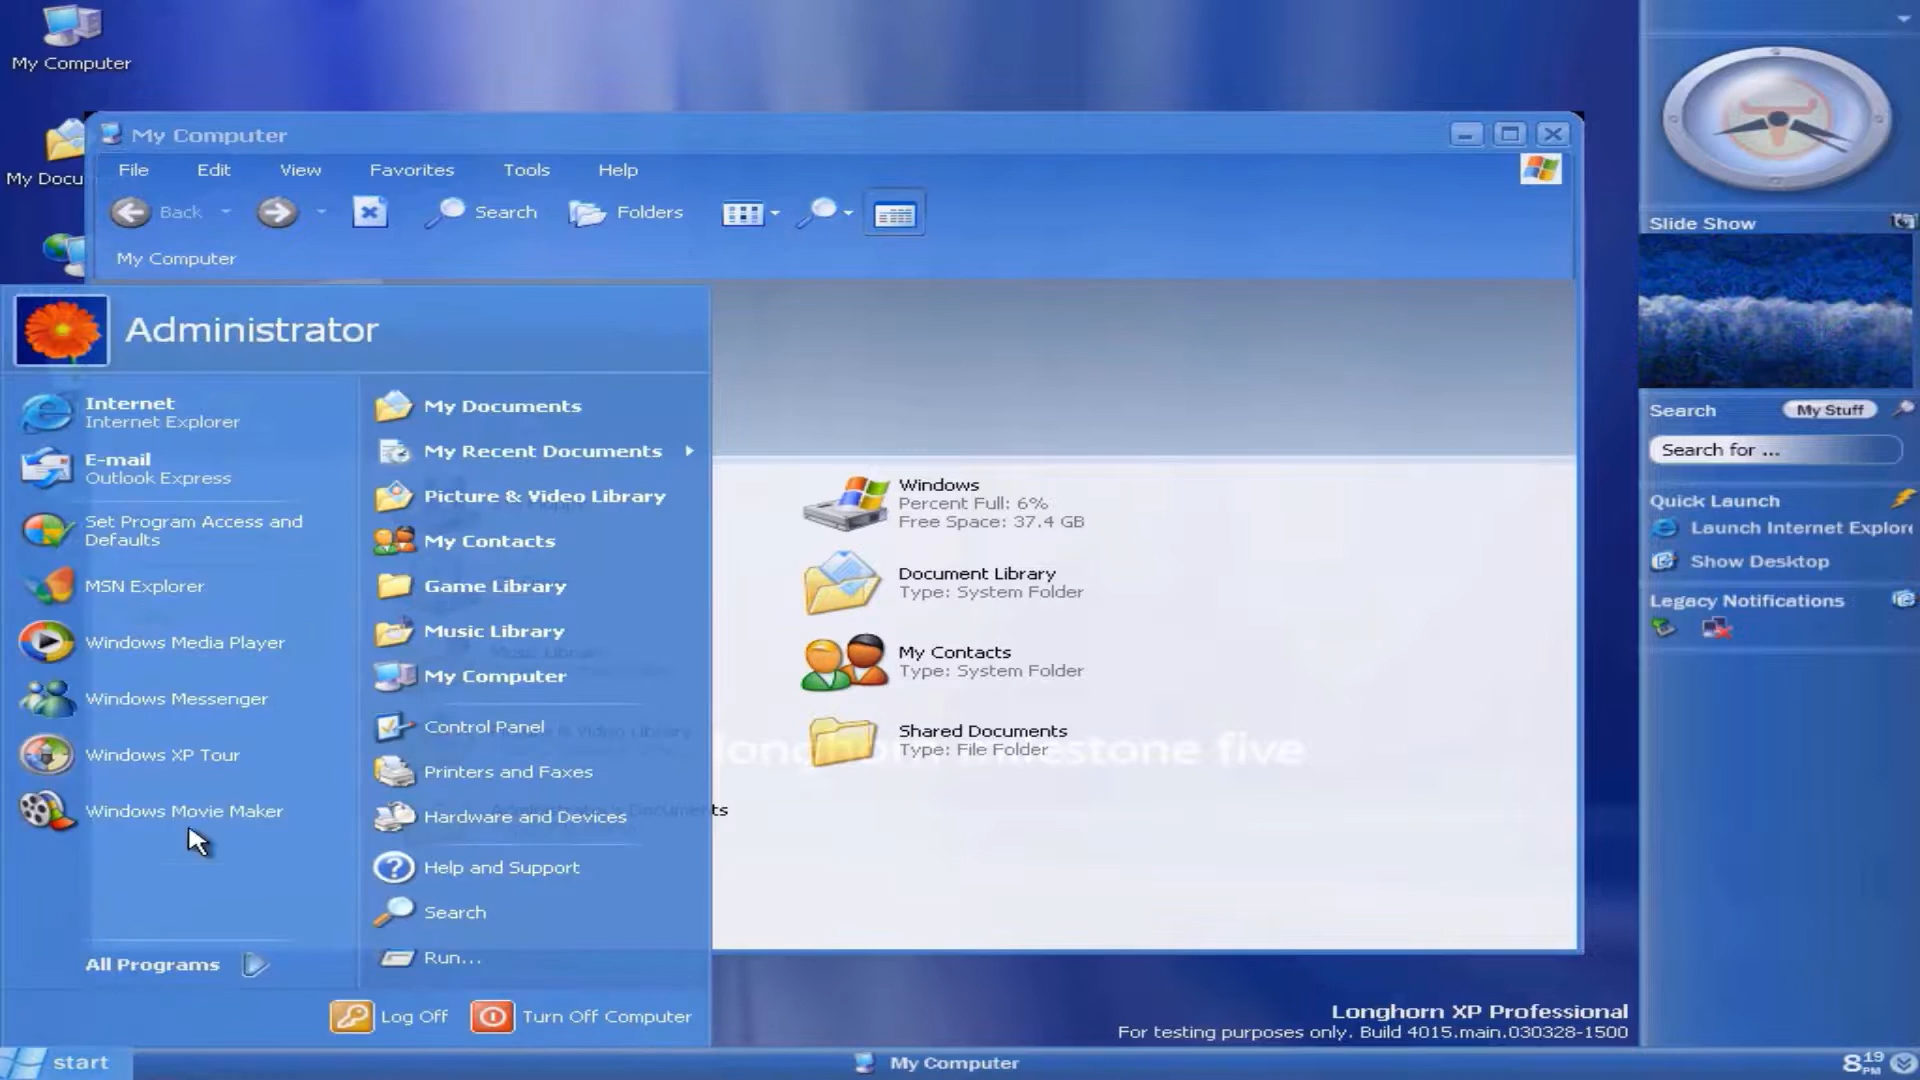 My Computer
My Docu
My Computer
File Edit View Favorites Tools Help
Back Search Folders
My Computer
Administrator
Internet
Internet Explorer
E-mail
Outlook Express
Set Program Access and
Defaults
MSN Explorer
Windows Media Player
Windows Messenger
Windows XP Tour
Windows Movie Maker
All Programs
My Documents
My Recent Documents
Picture & Video Library
My Contacts
Game Library
Music Library
My Computer
Control Panel
Printers and Faxes
Hardware and Devices
Help and Support
Search
Run...
Log Off Turn Off Computer
Windows
Percent Full: 6%
Free Space: 37.4 GB
Document Library
Type: System Folder
My Contacts
Type: System Folder
Shared Documents
Type: File Folder
longhorn milestone five
Slide Show
Search My Stuff
Search for ...
Quick Launch
Launch Internet Explore
Show Desktop
Legacy Notifications
Longhorn XP Professional
For testing purposes only. Build 4015.main.030328-1500
start My Computer 8 19 PM